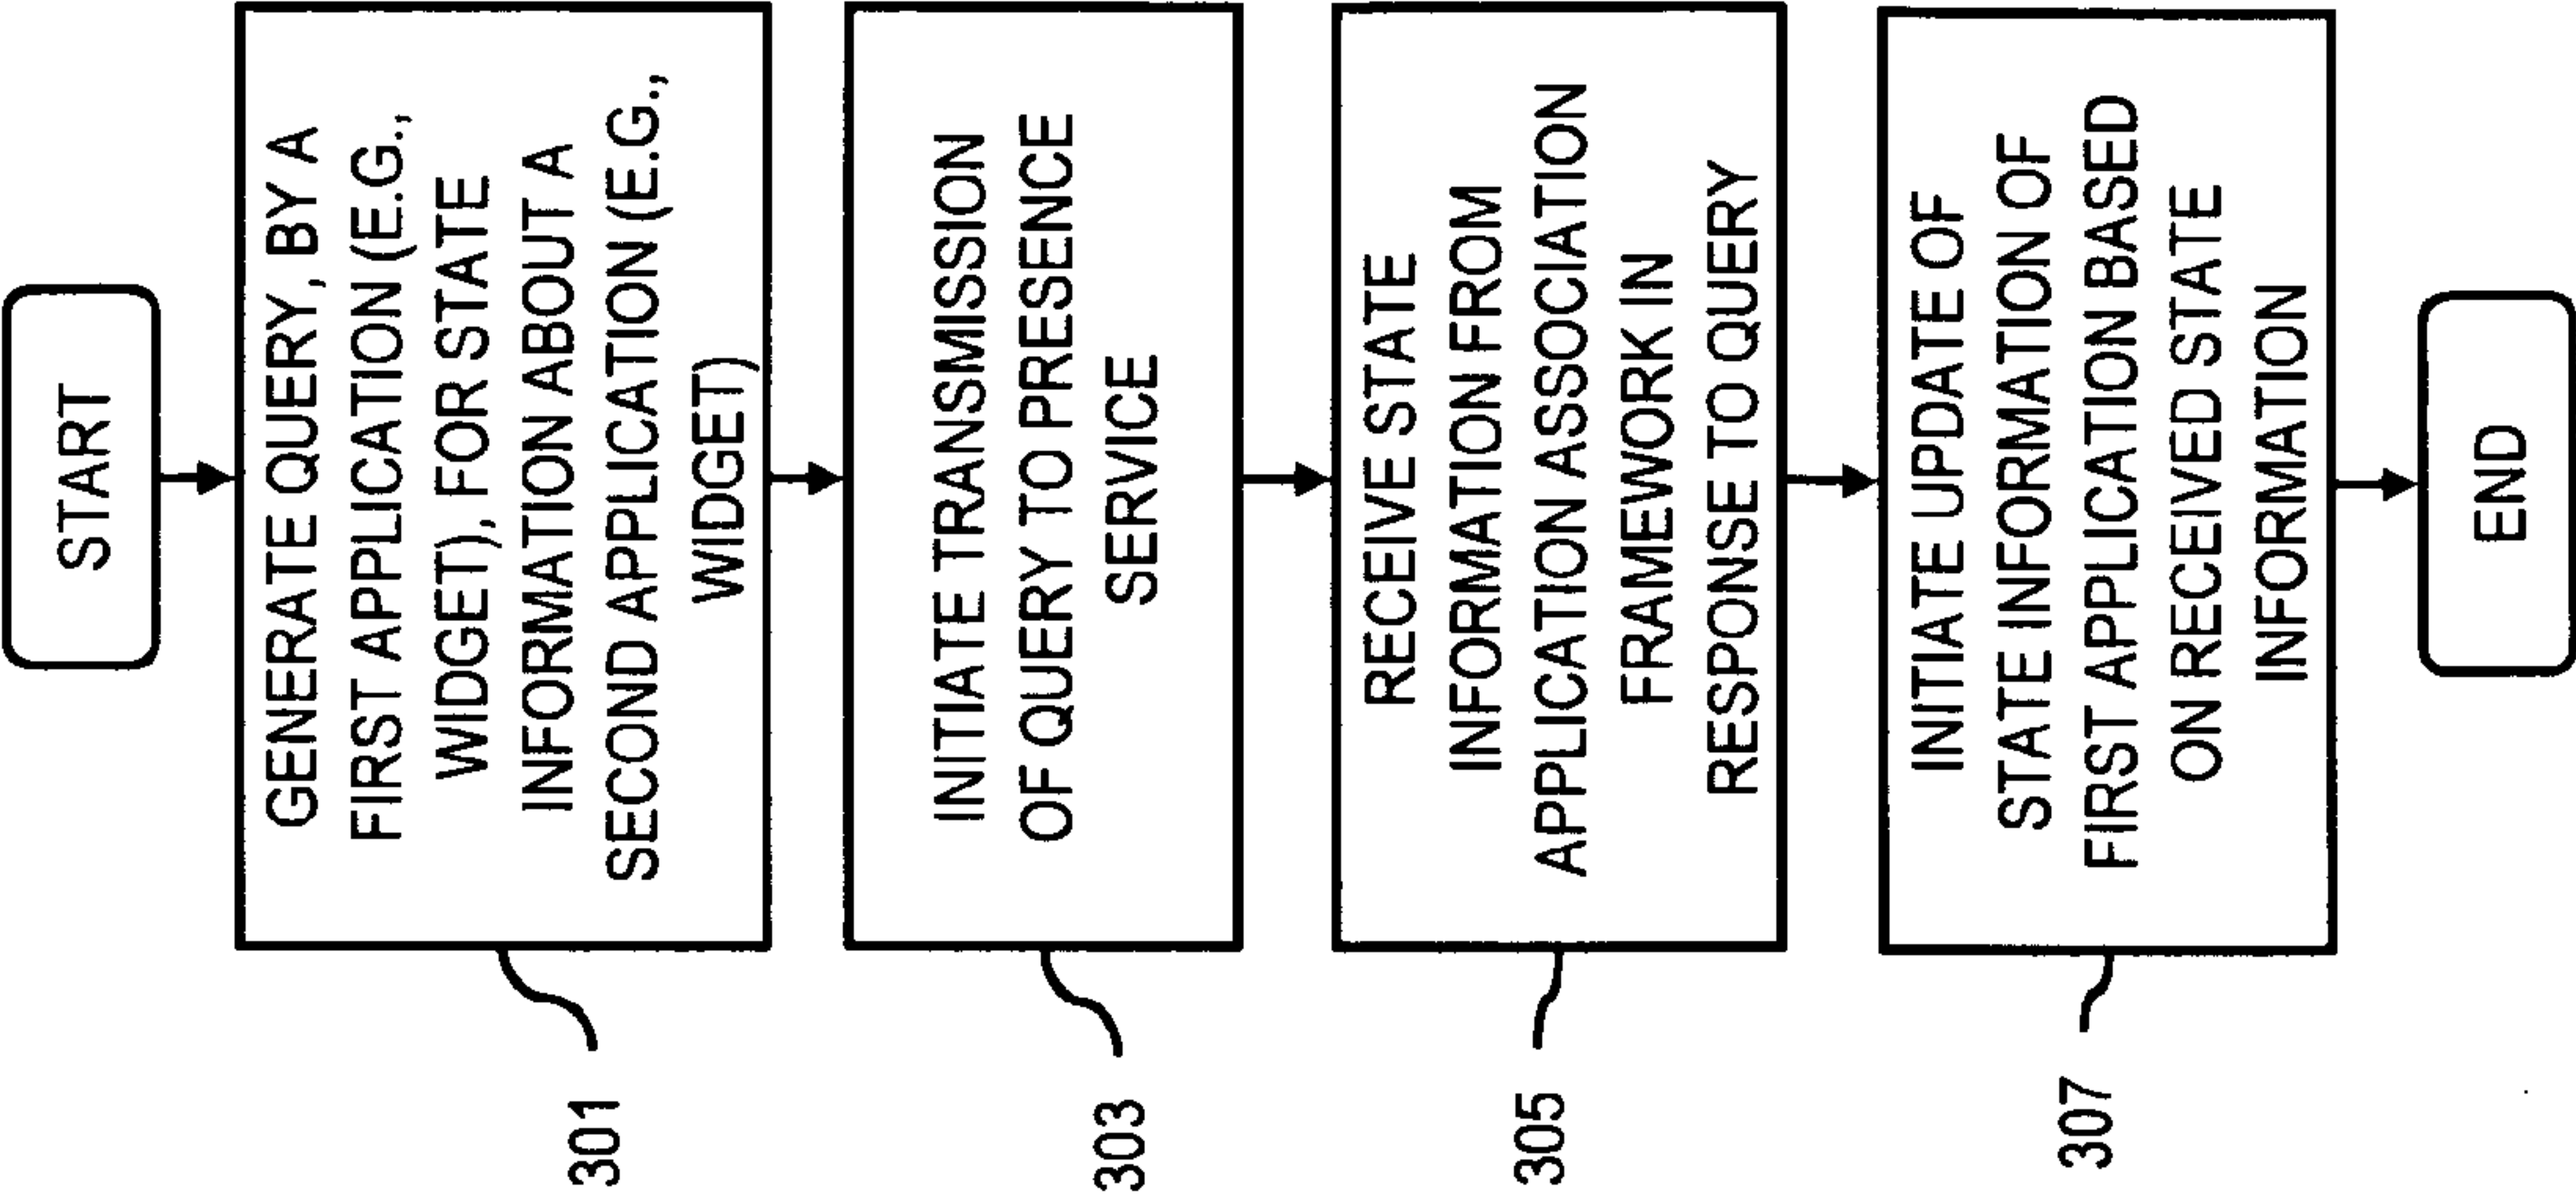 START
GENERATE QUERY, BY A
FIRST APPLICATION (E.G.,
WIDGET), FOR STATE
INFORMATION ABOUT A
SECOND APPLICATION (E.G.,
WIDGET)
301
INITIATE TRANSMISSION
OF QUERY TO PRESENCE
SERVICE
303
RECEIVE STATE
INFORMATION FROM
APPLICATION ASSOCIATION
FRAMEWORK IN
RESPONSE TO QUERY
305
INITIATE UPDATE OF
STATE INFORMATION OF
FIRST APPLICATION BASED
ON RECEIVED STATE
INFORMATION
307
END